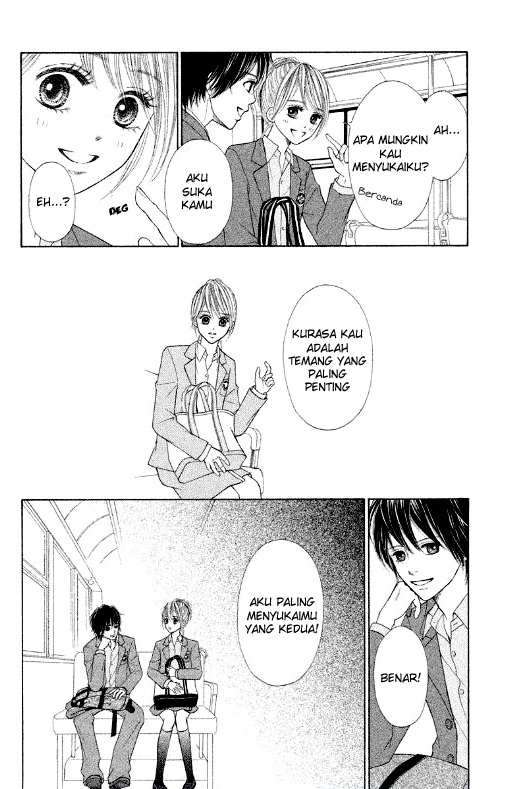 AH...
APA MUNGKIN
KAU
MENYUKAIKU?
Bercanda
AKU
SUKA
KAMU
DEG
EH...?
KURASA KAU
ADALAH
TEMANG YANG
PALING
PENTING
BENAR!
AKU PALING
MENYUKAIMU
YANG KEDUA!